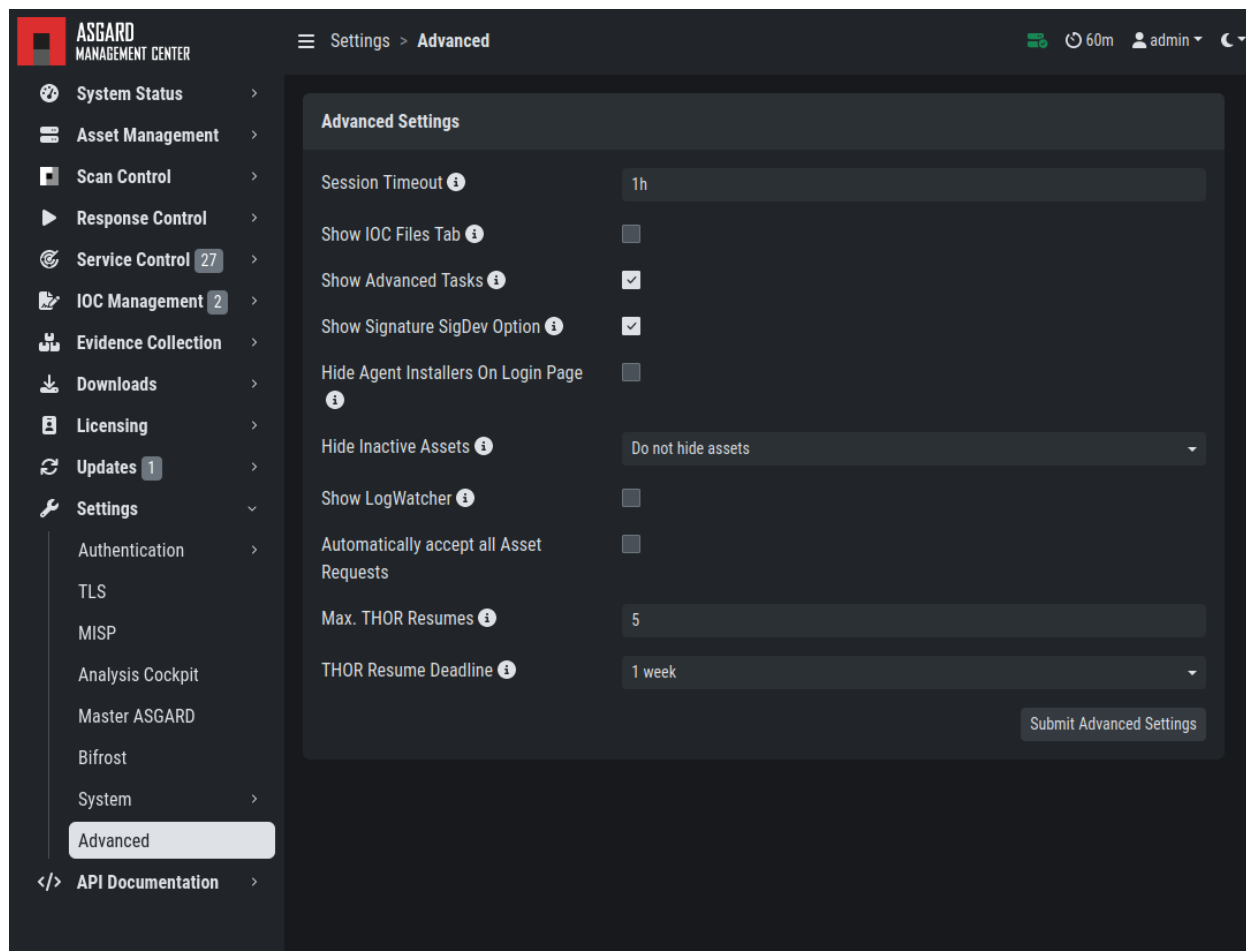 ASGARD
MANAGEMENT CENTER
Settings > Advanced
60m
admin
System Status
Asset Management
Scan Control
Response Control
Service Control 27
IOC Management 2
Evidence Collection
Downloads
Licensing
Updates 1
Settings
Authentication
TLS
MISP
Analysis Cockpit
Master ASGARD
Bifrost
System
Advanced
</> API Documentation
Advanced Settings
Session Timeout
1h
Show IOC Files Tab
Show Advanced Tasks
Show Signature SigDev Option
Hide Agent Installers On Login Page
Hide Inactive Assets
Do not hide assets
Show LogWatcher
Automatically accept all Asset
Requests
Max. THOR Resumes
5
THOR Resume Deadline
1 week
Submit Advanced Settings